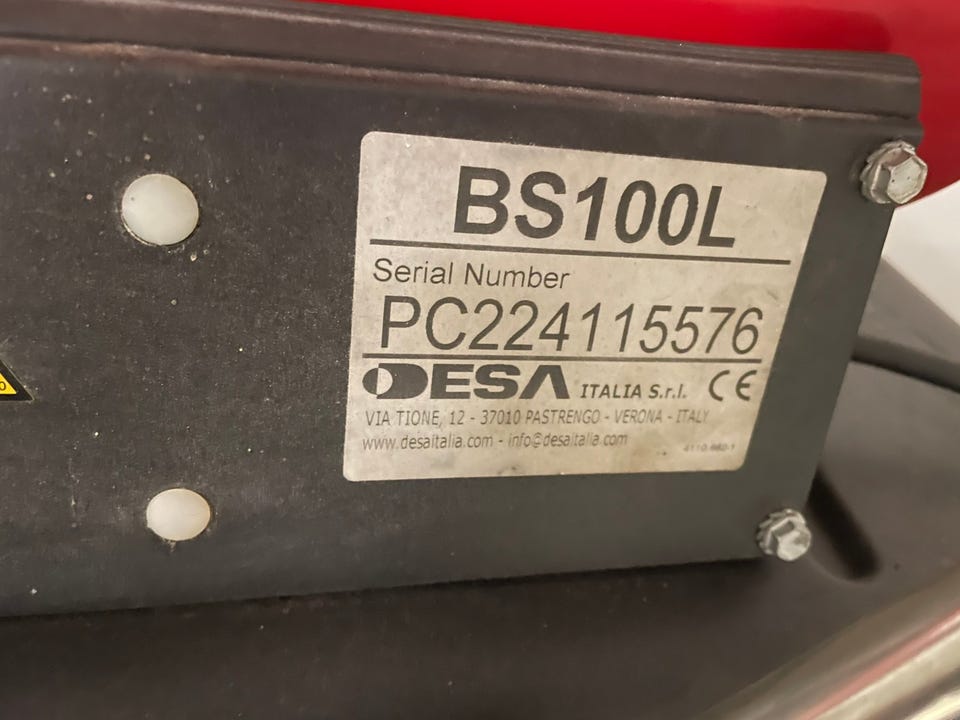 BS100L
Serial Number
PC224115576
DESA ITALIA S.r.l. CE
VIA TIONE, 12 - 37010 PASTRENGO - VERONA - ITALY
www.desaitalia.com - info@desaitalia.com